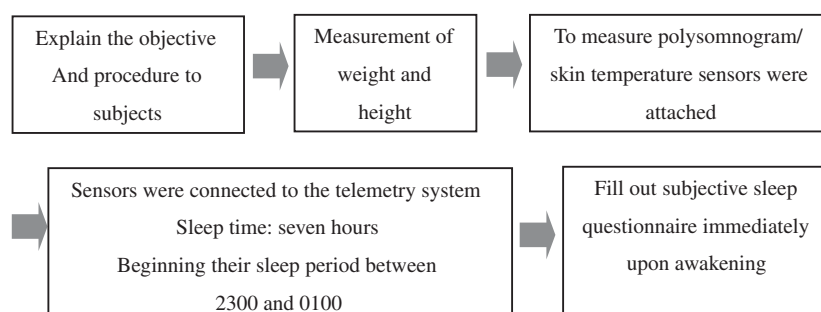 Explain the objective
And procedure to
subjects
Measurement of
weight and
height
To measure polysomnogram/
skin temperature sensors were
attached
Sensors were connected to the telemetry system
Sleep time: seven hours
Beginning their sleep period between
2300 and 0100
Fill out subjective sleep
questionnaire immediately
upon awakening